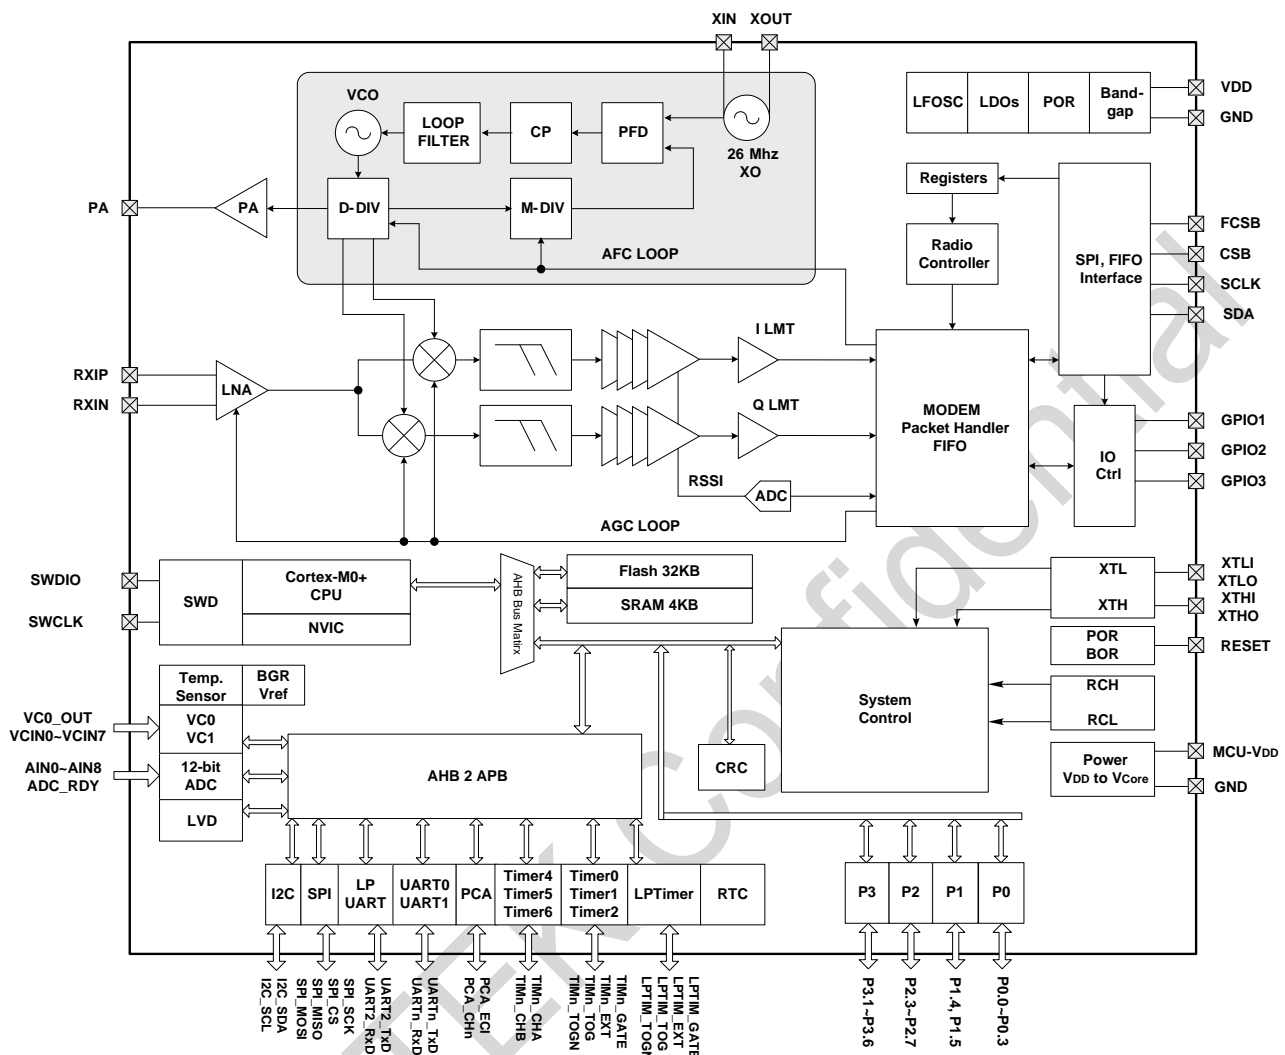 XIN XOUT
VCO
LOOP
FILTER
CP
PFD
26 Mhz
XO
LFOSC
LDOs
POR
Band-
gap
VDD
GND
PA
PA
D-DIV
M-DIV
AFC LOOP
Registers
Radio
Controller
SPI, FIFO
Interface
FCSB
CSB
SCLK
SDA
RXIP
RXIN
LNA
I LMT
Q LMT
RSSI
ADC
AGC LOOP
MODEM
Packet Handler
FIFO
IO
Ctrl
GPIO1
GPIO2
GPIO3
SWDIO
SWCLK
SWD
Cortex-M0+
CPU
NVIC
AHB Bus Matirx
Flash 32KB
SRAM 4KB
XTL
XTH
XTLI
XTLO
XTHI
XTHO
POR
BOR
RESET
RCH
RCL
System
Control
Power
VDD to VCore
MCU-VDD
GND
Temp.
Sensor
BGR
Vref
VC0_OUT
VCIN0~VCIN7
VC0
VC1
AIN0~AIN8
ADC_RDY
12-bit
ADC
LVD
AHB 2 APB
CRC
I2C
SPI
LP
UART
UART0
UART1
PCA
Timer4
Timer5
Timer6
Timer0
Timer1
Timer2
LPTimer
RTC
P3
P2
P1
P0
I2C_SDA
I2C_SCL
SPI_SCK
SPI_CS
SPI_MISO
SPI_MOSI
UART2_TxD
UART2_RxD
UARTn_TxD
UARTn_RxD
PCA_ECI
PCA_CHn
TIMn_CHA
TIMn_CHB
TIMn_GATE
TIMn_EXT
TIMn_TOG
TIMn_TOGN
LPTIM_GATE
LPTIM_EXT
LPTIM_TOG
LPTIM_TOGN
P3.1~P3.6
P2.3~P2.7
P1.4, P1.5
P0.0~P0.3
TEK Confidential